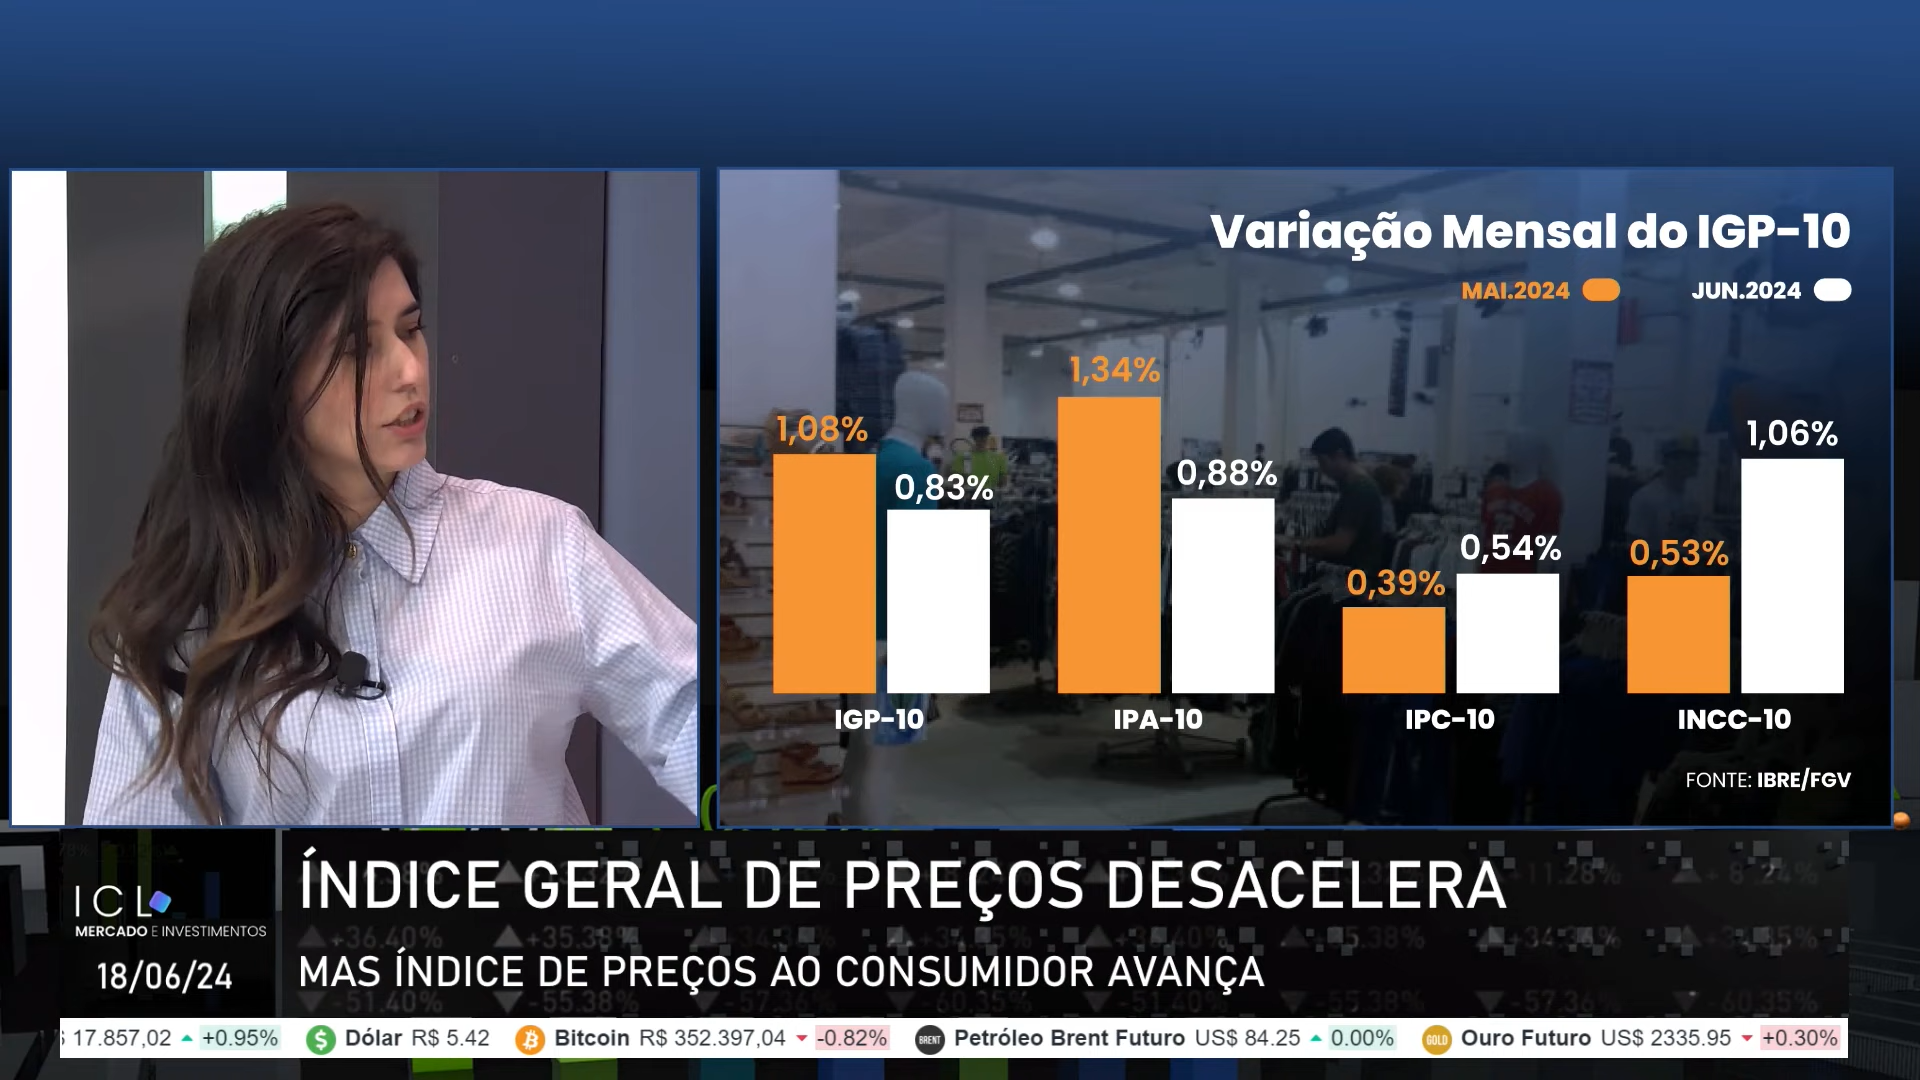 Variação Mensal do IGP-10
MAI.2024 JUN.2024
1,08% 0,83% 1,34% 0,88% 0,39% 0,54% 0,53% 1,06%
IGP-10 IPA-10 IPC-10 INCC-10
FONTE: IBRE/FGV
ICL
MERCADO E INVESTIMENTOS
18/06/24
ÍNDICE GERAL DE PREÇOS DESACELERA
MAS ÍNDICE DE PREÇOS AO CONSUMIDOR AVANÇA
17.857,02 +0.95% Dólar R$ 5.42 Bitcoin R$ 352.397,04 -0.82% BRENT Petróleo Brent Futuro US$ 84.25 0.00% GOLD Ouro Futuro US$ 2335.95 +0.30%